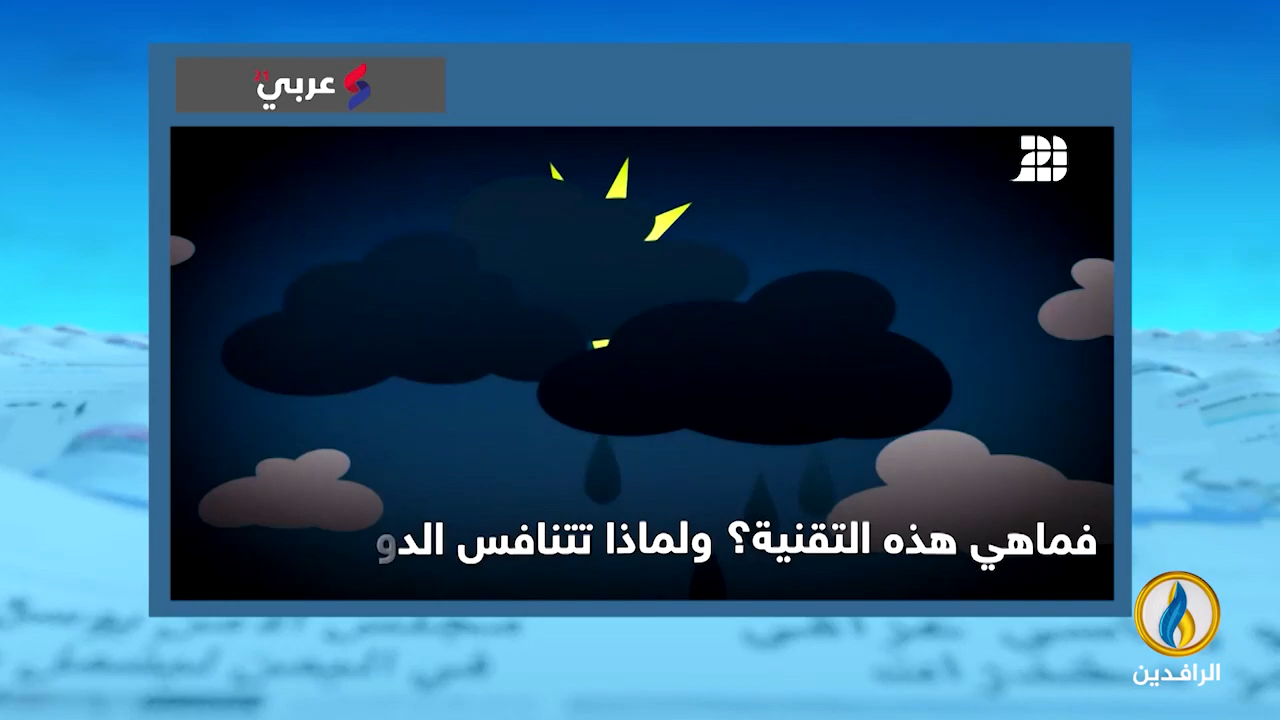 عربي21
فماهي هذه التقنية؟ ولماذا تتنافس الدو
الرافدين